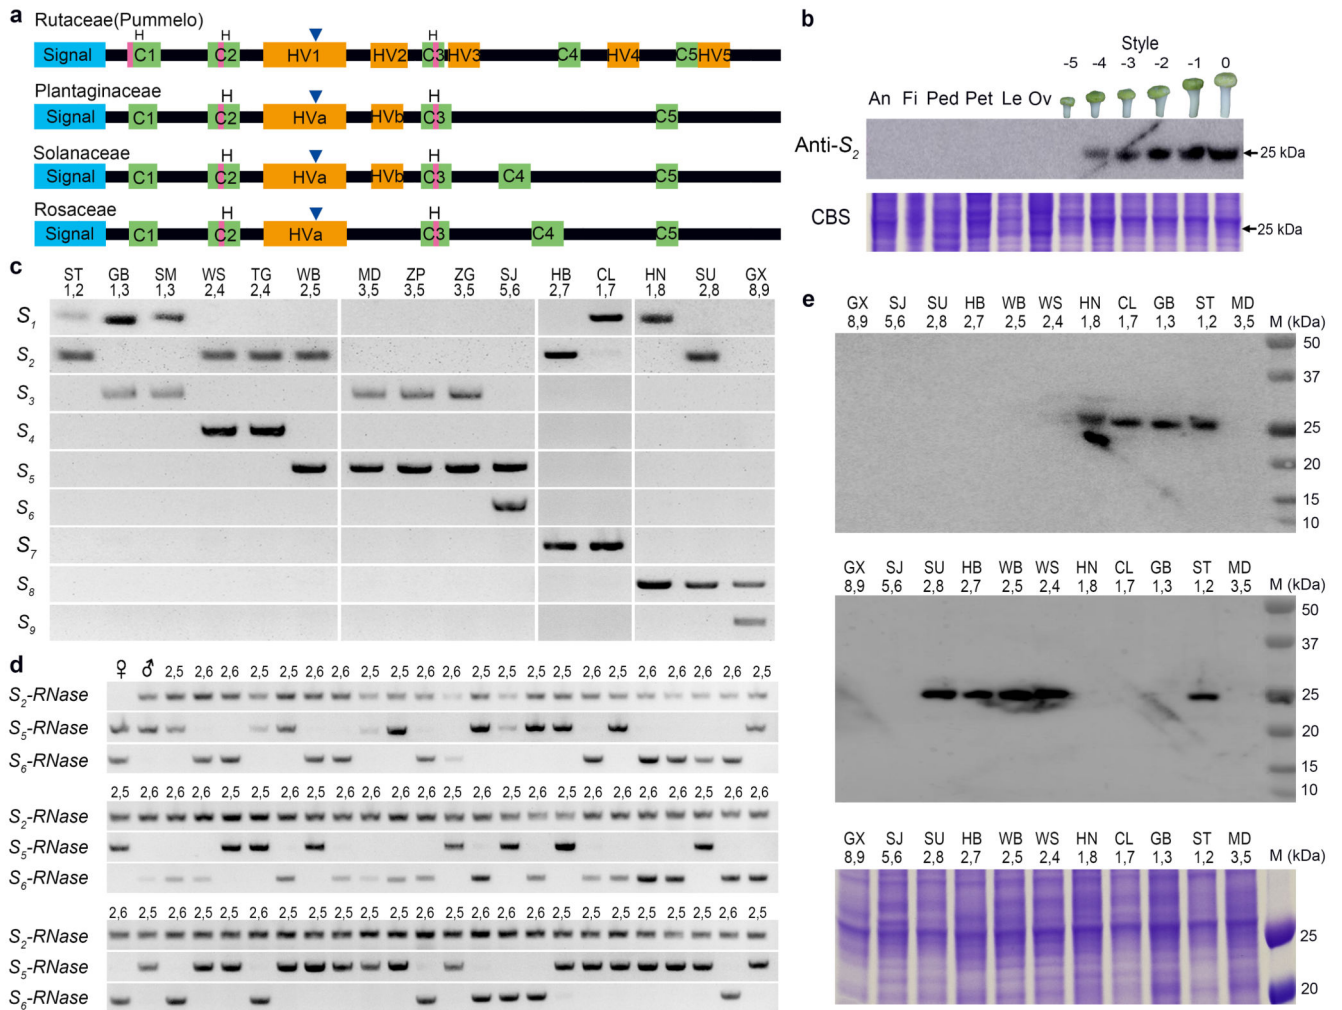 a
Rutaceae(Pummelo)
H H H
Signal C1 C2 HV1 HV2 C3 HV3 C4 HV4 C5 HV5
Plantaginaceae
H H
Signal C1 C2 HVa HVb C3 C5
Solanaceae
H H
Signal C1 C2 HVa HVb C3 C4 C5
Rosaceae
H H
Signal C1 C2 HVa C3 C4 C5
b
Style
-5 -4 -3 -2 -1 0
An Fi Ped Pet Le Ov
Anti-S2
25 kDa
CBS
25 kDa
c
ST GB SM WS TG WB MD ZP ZG SJ HB CL HN SU GX
1,2 1,3 1,3 2,4 2,4 2,5 3,5 3,5 3,5 5,6 2,7 1,7 1,8 2,8 8,9
S1
S2
S3
S4
S5
S6
S7
S8
S9
d
♀ ♂ 2,5 2,6 2,6 2,5 2,5 2,6 2,6 2,5 2,5 2,6 2,6 2,5 2,5 2,5 2,5 2,6 2,5 2,6 2,6 2,6 2,6 2,5
S2-RNase
S5-RNase
S6-RNase
2,5 2,6 2,6 2,6 2,5 2,5 2,6 2,5 2,6 2,6 2,6 2,6 2,5 2,6 2,5 2,6 2,5 2,6 2,6 2,6 2,6 2,5 2,6 2,6
S2-RNase
S5-RNase
S6-RNase
2,6 2,5 2,6 2,5 2,5 2,6 2,5 2,5 2,5 2,5 2,5 2,6 2,5 2,6 2,6 2,6 2,5 2,5 2,5 2,5 2,5 2,5 2,6 2,5
S2-RNase
S5-RNase
S6-RNase
e
GX SJ SU HB WB WS HN CL GB ST MD
8,9 5,6 2,8 2,7 2,5 2,4 1,8 1,7 1,3 1,2 3,5 M (kDa)
50
37
25
20
15
10
GX SJ SU HB WB WS HN CL GB ST MD
8,9 5,6 2,8 2,7 2,5 2,4 1,8 1,7 1,3 1,2 3,5 M (kDa)
50
37
25
20
15
10
GX SJ SU HB WB WS HN CL GB ST MD
8,9 5,6 2,8 2,7 2,5 2,4 1,8 1,7 1,3 1,2 3,5 M (kDa)
25
20